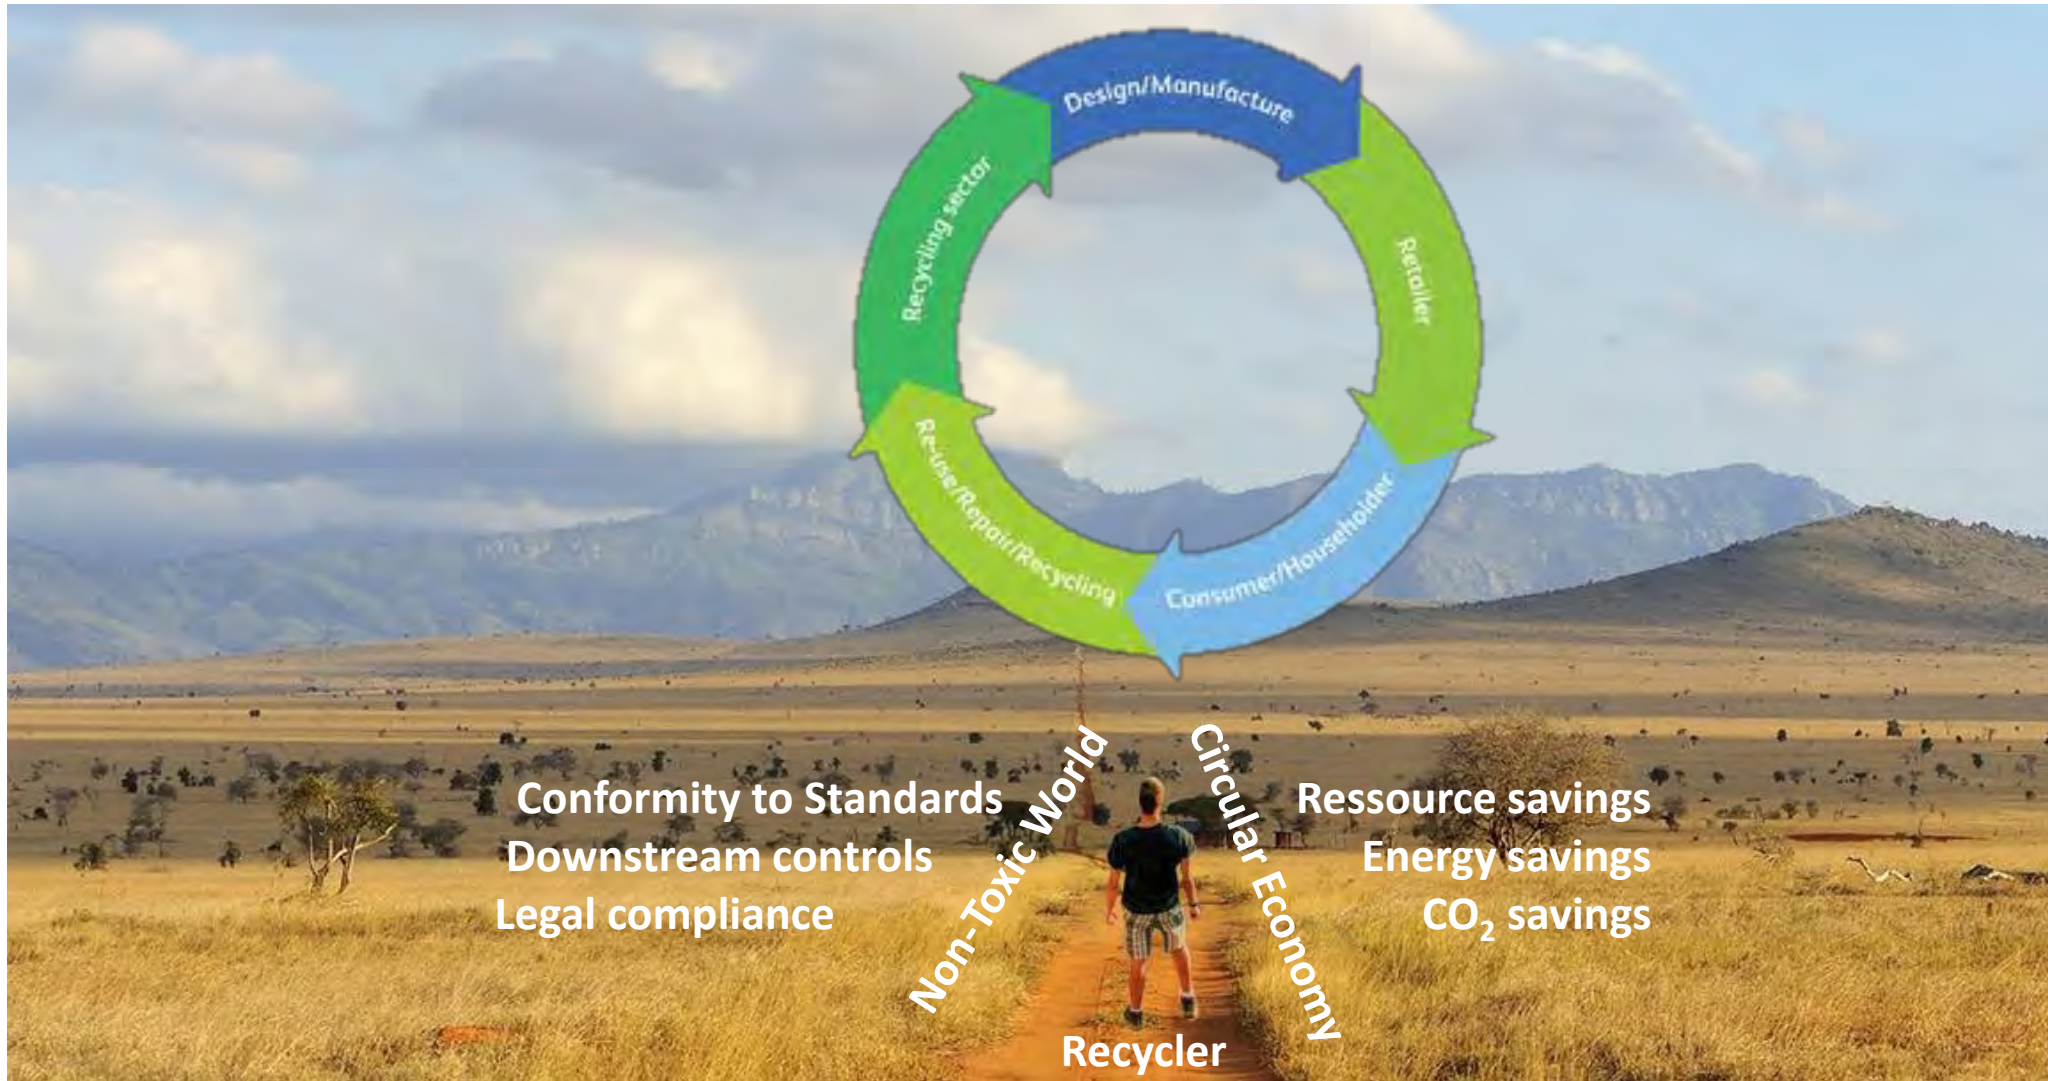 Design/Manufacture
Retailer
Consumer/Householder
Re-use/Repair/Recycling
Recycling sector
Non-Toxic World
Circular Economy
Conformity to Standards
Downstream controls
Legal compliance
Ressource savings
Energy savings
CO₂ savings
Recycler